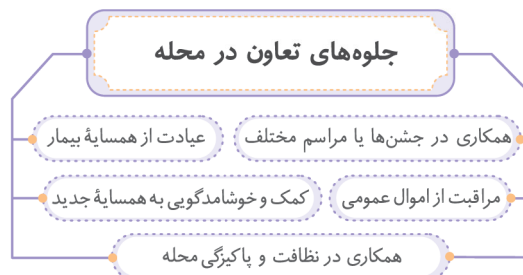 جلوه‌های تعاون در محله
همکاری در جشن‌ها یا مراسم مختلف
عیادت از همسایهٔ بیمار
مراقبت از اموال عمومی
کمک و خوشامدگویی به همسایهٔ جدید
همکاری در نظافت و پاکیزگی محله